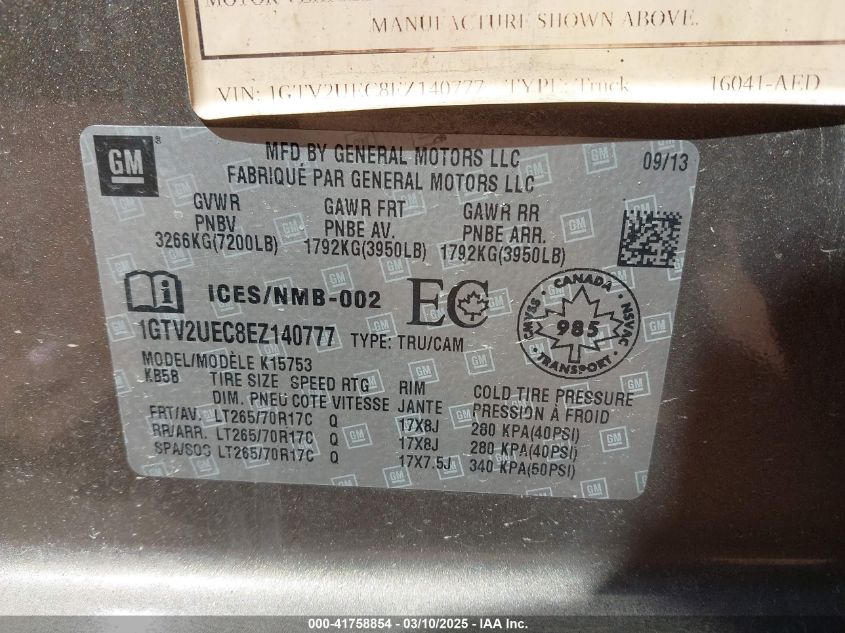 MANUFACTURE SHOWN ABOVE.
VIN: 1GTV2UEC8EZ140777 TYPE: Truck 16041-AED
GM
MFD BY GENERAL MOTORS LLC 09/13
FABRIQUÉ PAR GENERAL MOTORS LLC
GVWR GAWR FRT GAWR RR
PNBV PNBE AV. PNBE ARR.
3266KG(7200LB) 1792KG(3950LB) 1792KG(3950LB)
ICES/NMB-002 EC
CANADA
CMVSS 985 NSVAC
TRANSPORT
1GTV2UEC8EZ140777 TYPE: TRU/CAM
MODEL/MODÈLE K15753
KB5B TIRE SIZE SPEED RTG RIM COLD TIRE PRESSURE
DIM. PNEU COTE VITESSE JANTE PRESSION À FROID
FRT/AV. LT265/70R17C Q 17X8J 280 KPA(40PSI)
RR/ARR. LT265/70R17C Q 17X8J 280 KPA(40PSI)
SPA/SOS LT265/70R17C Q 17X7.5J 340 KPA(50PSI)
000-41758854 - 03/10/2025 - IAA Inc.